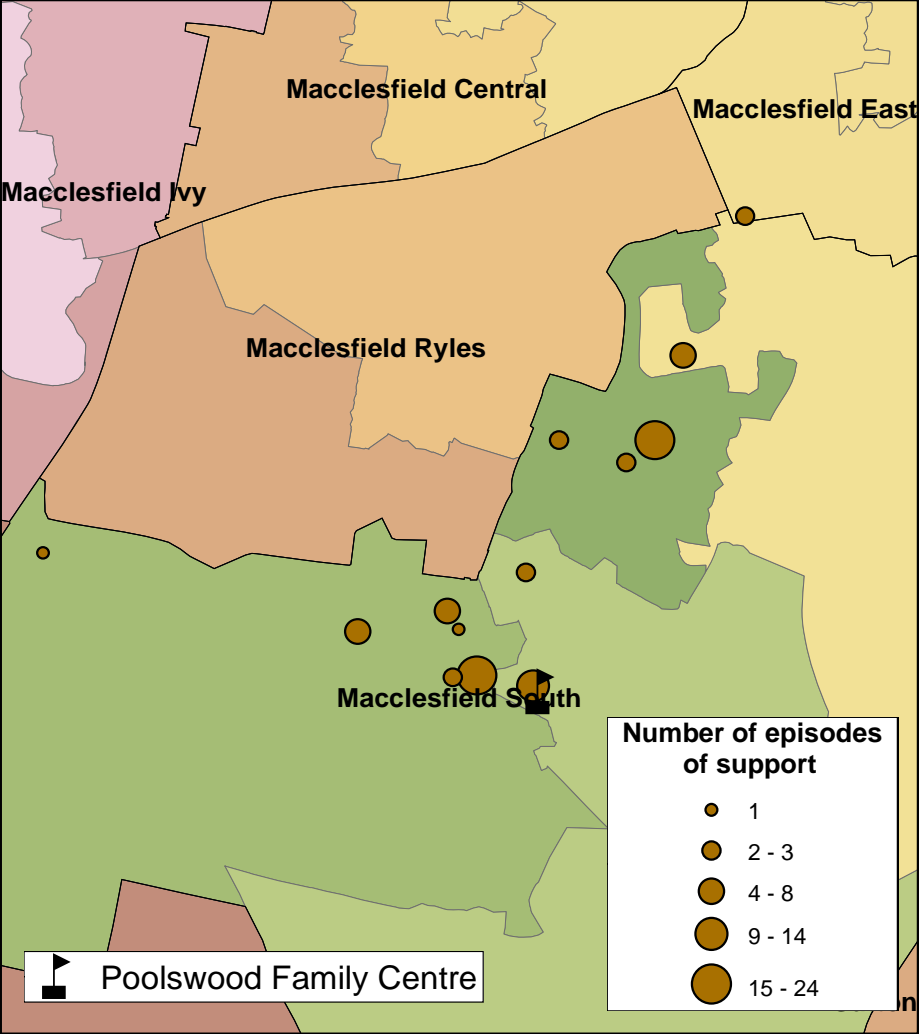 Macclesfield Central
Macclesfield East
Macclesfield Ivy
Macclesfield Ryles
Macclesfield South
Number of episodes
of support
1
2 - 3
4 - 8
9 - 14
15 - 24
Poolswood Family Centre